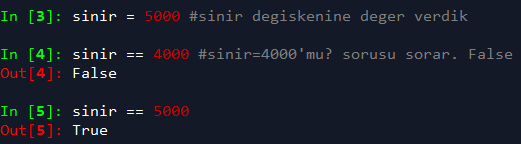 In [3]: sinir = 5000 #sinir degiskenine deger verdik
In [4]: sinir == 4000 #sinir=4000'mu? sorusu sorar. False
Out[4]: False
In [5]: sinir == 5000
Out[5]: True